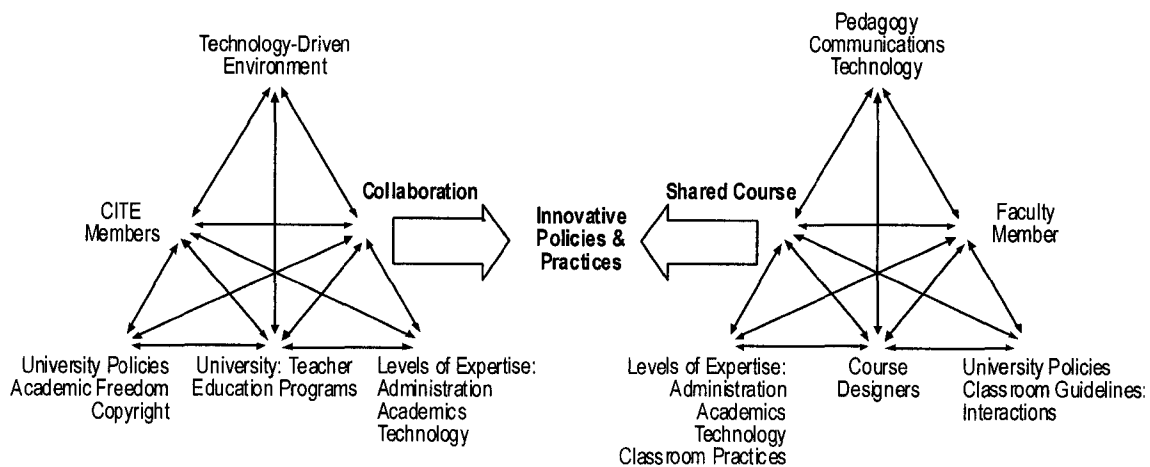 Technology-Driven
Environment
CITE
Members
Collaboration
University Policies
Academic Freedom
Copyright
University: Teacher
Education Programs
Levels of Expertise:
Administration
Academics
Technology
Innovative
Policies &
Practices
Pedagogy
Communications
Technology
Shared Course
Faculty
Member
Levels of Expertise:
Administration
Academics
Technology
Classroom Practices
Course
Designers
University Policies
Classroom Guidelines:
Interactions